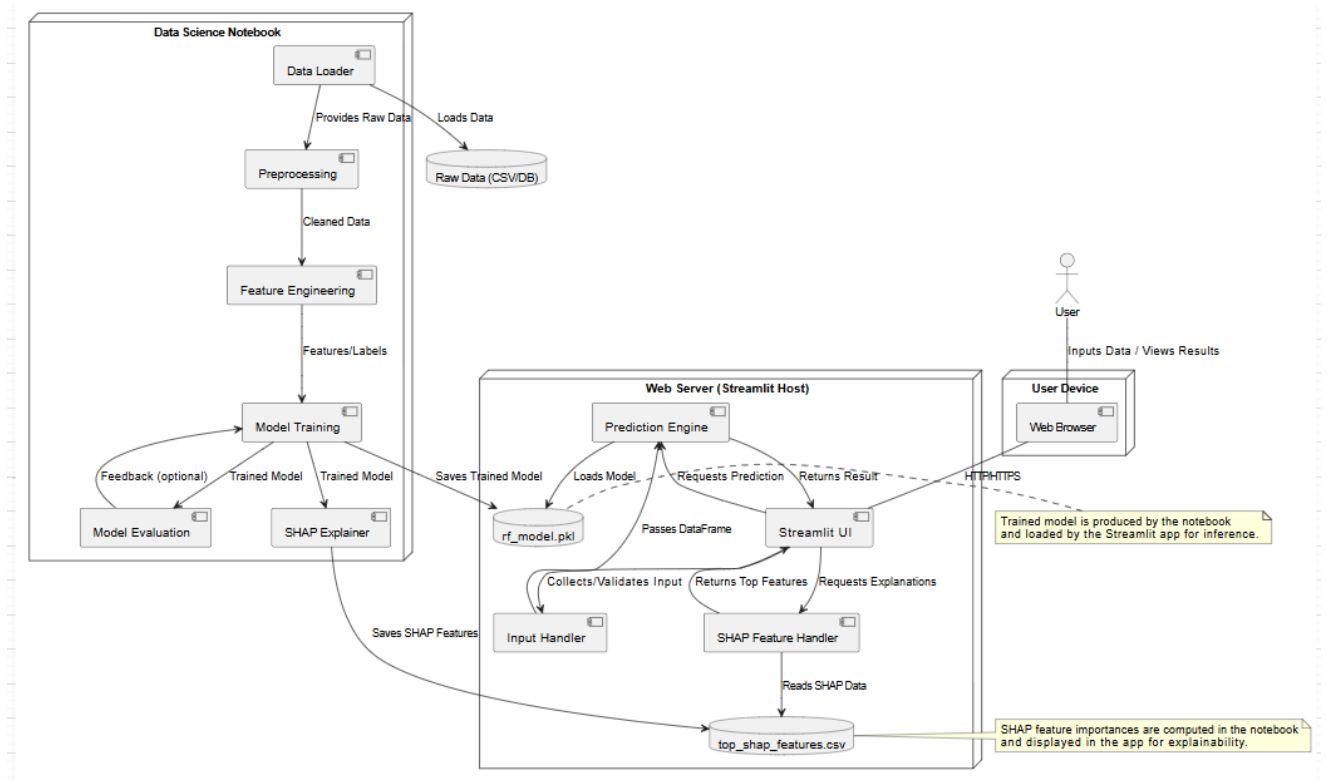 Data Science Notebook
Data Loader
Provides Raw Data
Loads Data
Preprocessing
Raw Data (CSV/DB)
Cleaned Data
Feature Engineering
User
Features/Labels
Inputs Data / Views Results
Web Server (Streamlit Host)
User Device
Model Training
Prediction Engine
Web Browser
Feedback (optional)
Trained Model
Trained Model
Saves Trained Model
Loads Model
Requests Prediction
Returns Result
HTTP/HTTPS
Model Evaluation
SHAP Explainer
rf_model.pkl
Passes DataFrame
Streamlit UI
Trained model is produced by the notebook
and loaded by the Streamlit app for inference.
Collects/Validates Input
Returns Top Features
Requests Explanations
Saves SHAP Features
Input Handler
SHAP Feature Handler
Reads SHAP Data
top_shap_features.csv
SHAP feature importances are computed in the notebook
and displayed in the app for explainability.